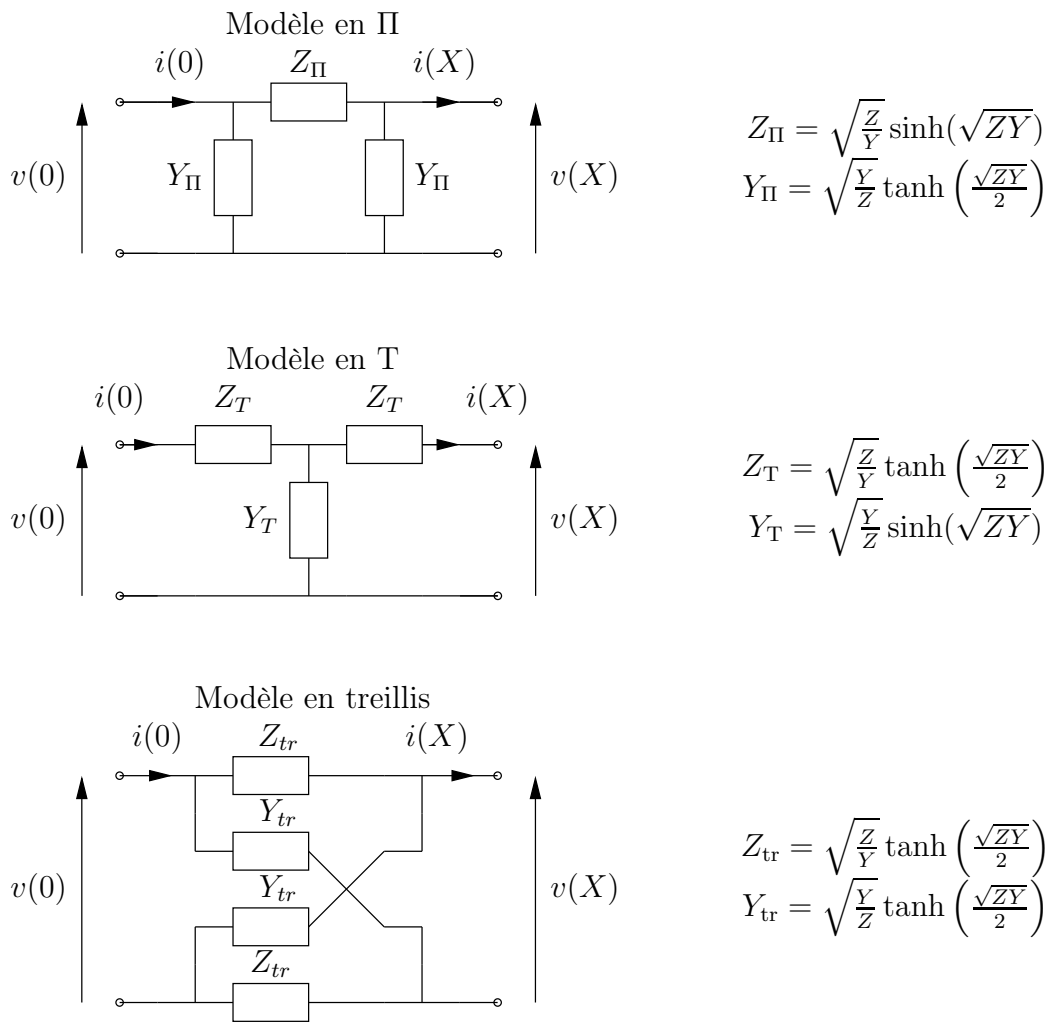 Modèle en Π
i(0) Z_Π i(X)
v(0) Y_Π Y_Π v(X)
Z_Π = √(Z/Y) sinh(√(ZY))
Y_Π = √(Y/Z) tanh (√(ZY)/2)
Modèle en T
i(0) Z_T Z_T i(X)
v(0) Y_T v(X)
Z_T = √(Z/Y) tanh (√(ZY)/2)
Y_T = √(Y/Z) sinh(√(ZY))
Modèle en treillis
i(0) Z_tr i(X)
Y_tr
v(0) Y_tr v(X)
Z_tr
Z_tr = √(Z/Y) tanh (√(ZY)/2)
Y_tr = √(Y/Z) tanh (√(ZY)/2)